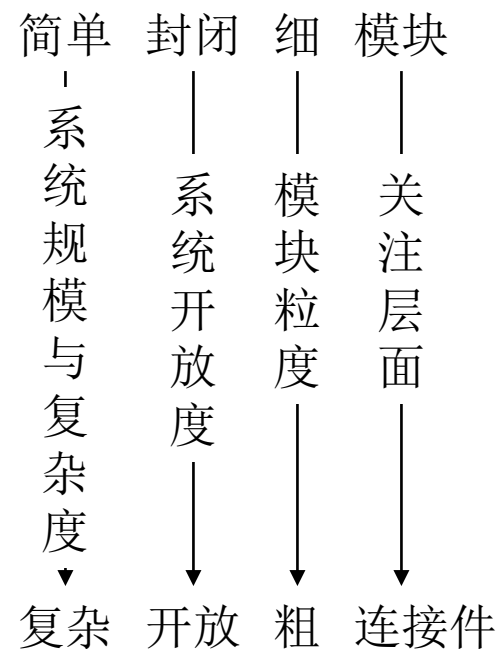 简单 封闭 细 模块
系统规模与复杂度
系统开放度
模块粒度
关注层面
复杂 开放 粗 连接件